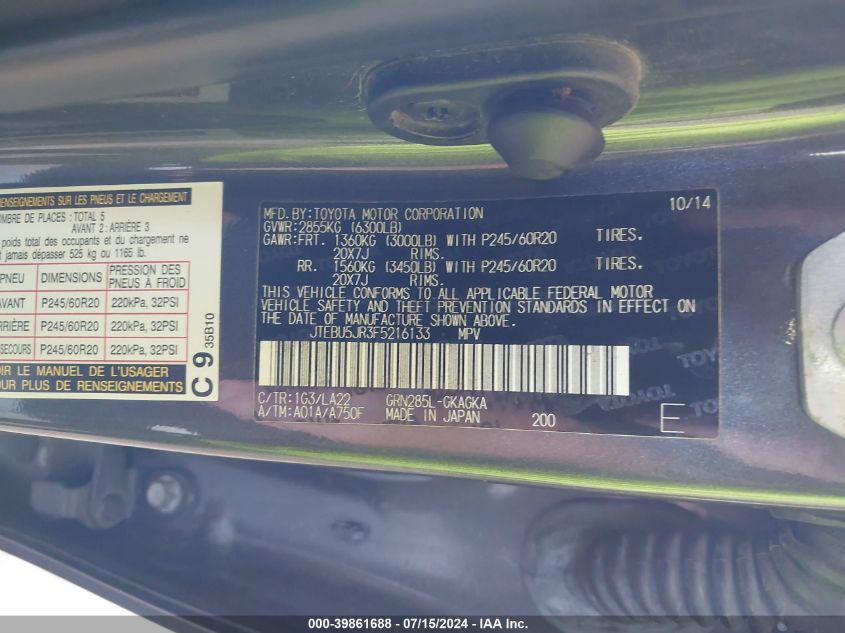 RENSEIGNEMENTS SUR LES PNEUS ET LE CHARGEMENT
DE PLACES : TOTAL 5
AVANT 2 : ARRIÈRE 3
poids total des occupants et du chargement ne
jamais dépasser 525 kg ou 1165 lb.
PNEU DIMENSIONS PRESSION DES PNEUS À FROID
AVANT P245/60R20 220kPa, 32PSI
P245/60R20 220kPa, 32PSI
P245/60R20 220kPa, 32PSI
LE MANUEL DE L'USAGER
PLUS DE RENSEIGNEMENTS
C 9 35B10
MFD.BY:TOYOTA MOTOR CORPORATION 10/14
GVWR:2855KG (6300LB)
GAWR:FRT. 1360KG (3000LB) WITH P245/60R20 TIRES.
20X7J RIMS.
RR. 1560KG (3450LB) WITH P245/60R20 TIRES.
20X7J RIMS.
THIS VEHICLE CONFORMS TO ALL APPLICABLE FEDERAL MOTOR
VEHICLE SAFETY AND THEFT PREVENTION STANDARDS IN EFFECT ON
THE DATE OF MANUFACTURE SHOWN ABOVE.
JTEBU5JR3F5216133 MPV
C/TR:1G3/LA22 GRN285L-GKAGKA
A/TM:A01A/A750F MADE IN JAPAN 200 E
000-39861688 - 07/15/2024 - IAA Inc.